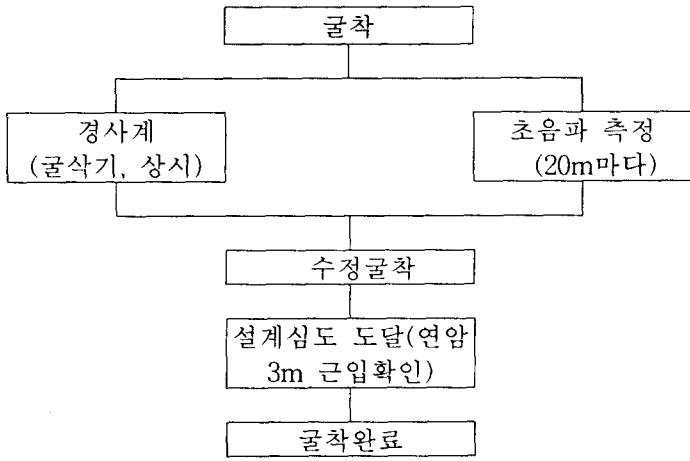 굴착
경사계
(굴삭기, 상시)
초음파 측정
(20m마다)
수정굴착
설계심도 도달(연암
3m 근입확인)
굴착완료